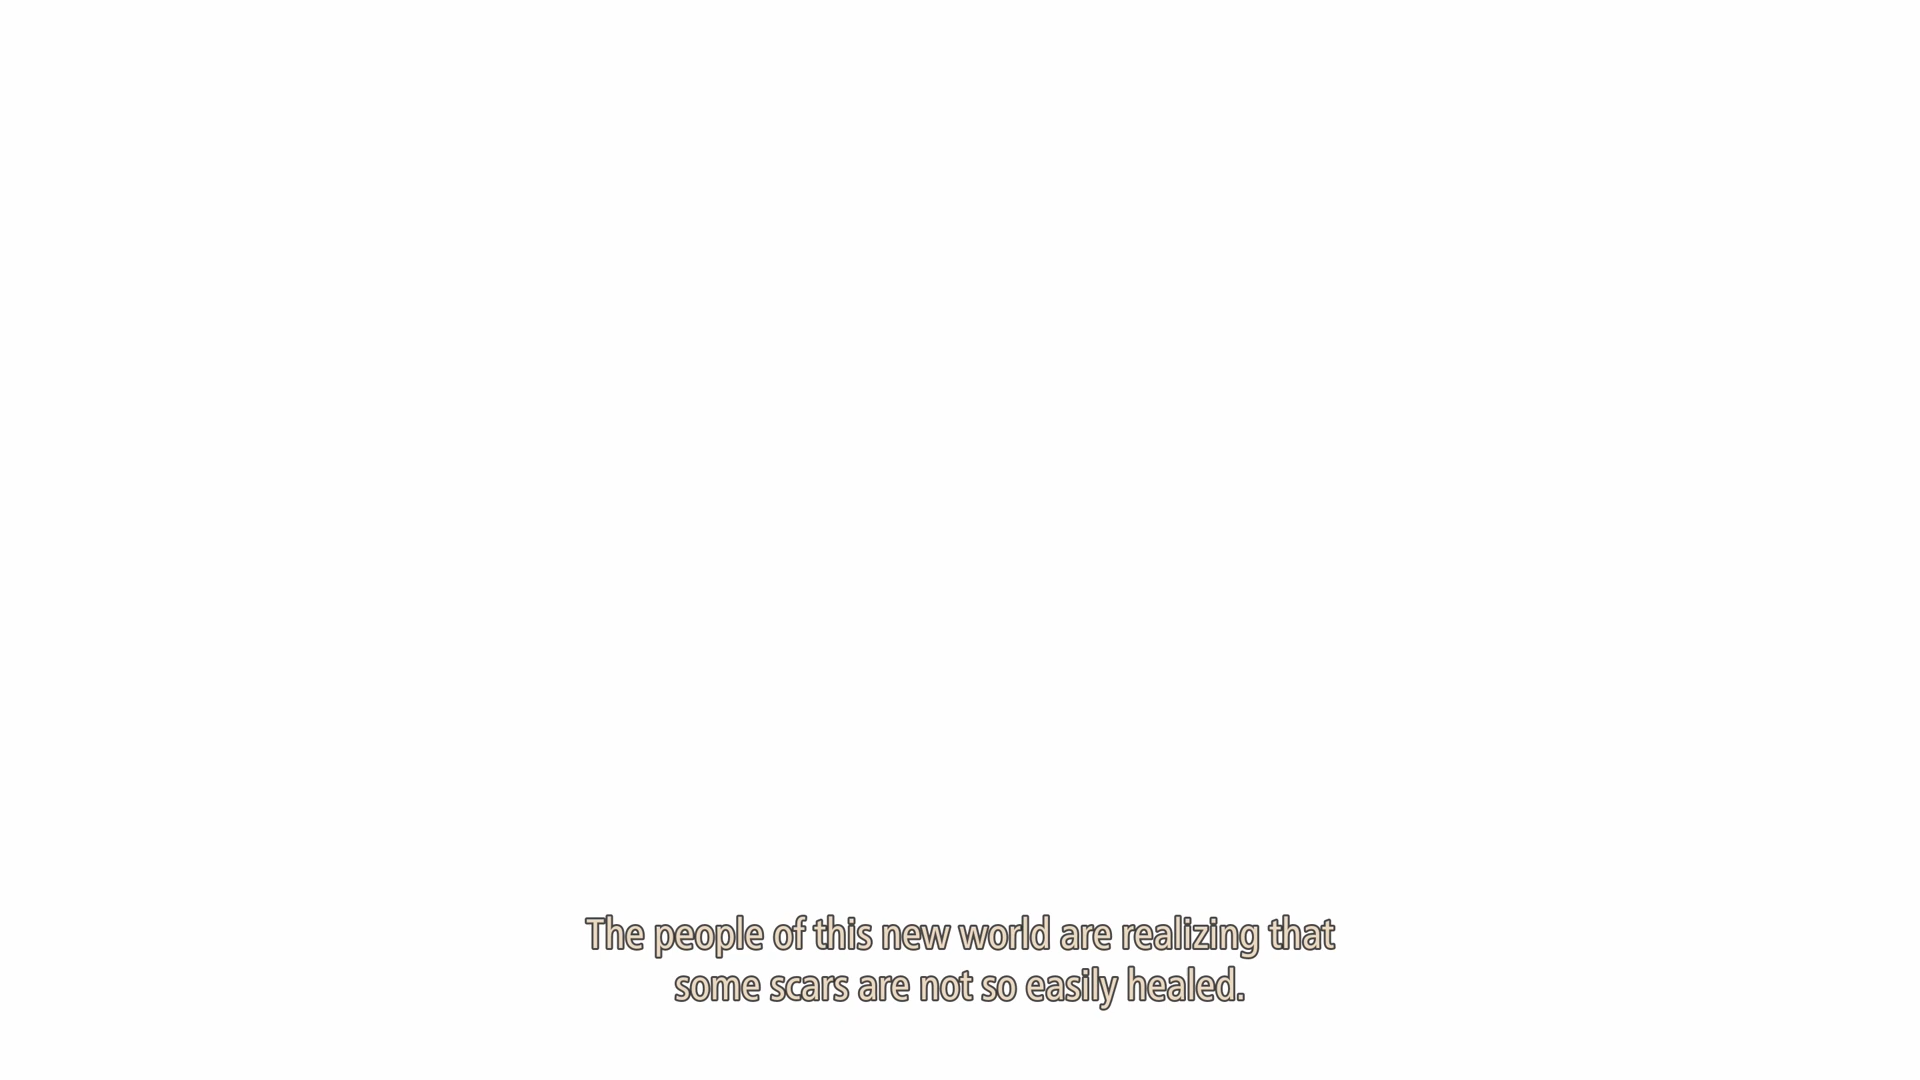 The people of this new world are realizing that
some scars are not so easily healed.